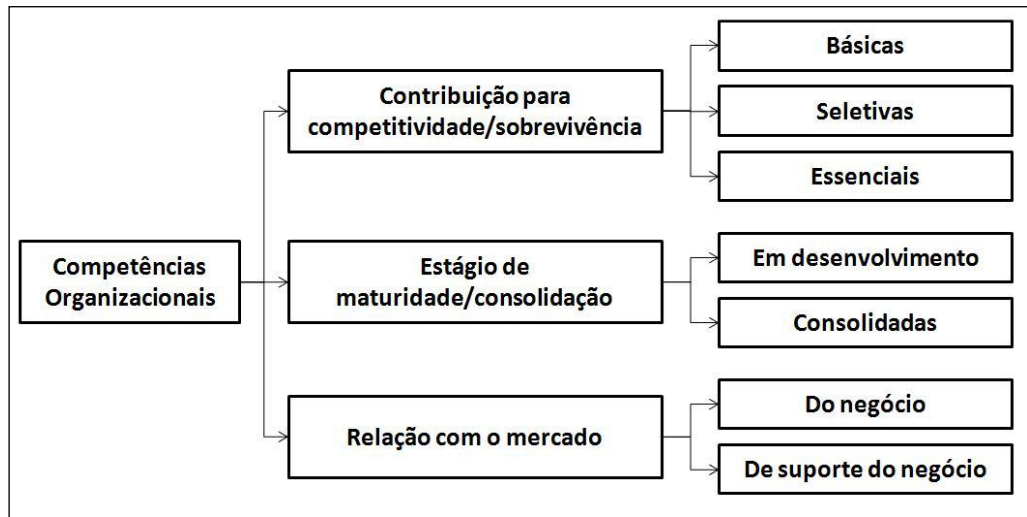 Competências
Organizacionais
Contribuição para
competitividade/sobrevivência
Básicas
Seletivas
Essenciais
Estágio de
maturidade/consolidação
Em desenvolvimento
Consolidadas
Relação com o mercado
Do negócio
De suporte do negócio